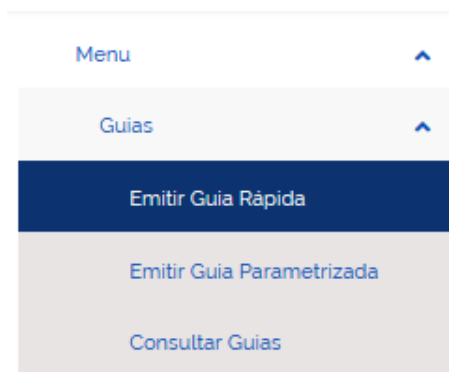 Menu
Guias
Emitir Guia Rápida
Emitir Guia Parametrizada
Consultar Guias